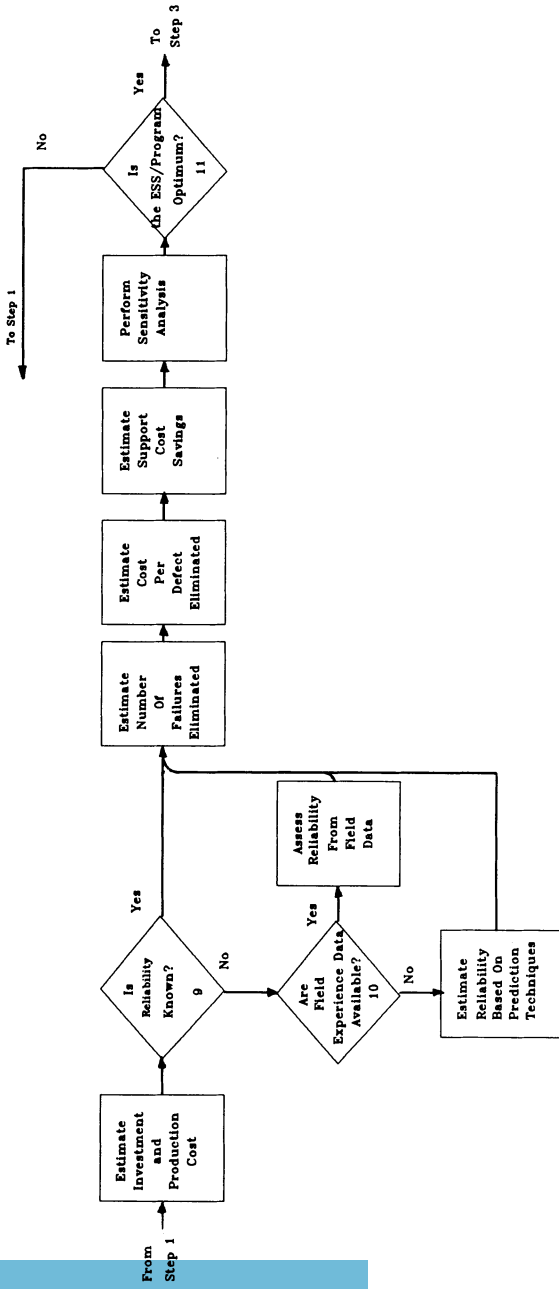 From
Step 1
Estimate
Investment
and
Production
Cost
Is
Reliability
Known?
9
Yes
No
Are
Field
Experience Data
Available?
10
Yes
No
Assess
Reliability
From
Field
Data
Estimate
Reliability
Based On
Prediction
Techniques
Estimate
Number
Of
Failures
Eliminated
Estimate
Cost
Per
Defect
Eliminated
Estimate
Support
Cost
Savings
Perform
Sensitivity
Analysis
Is
the ESS/Program
Optimum?
11
No
To Step 1
Yes
To
Step 3